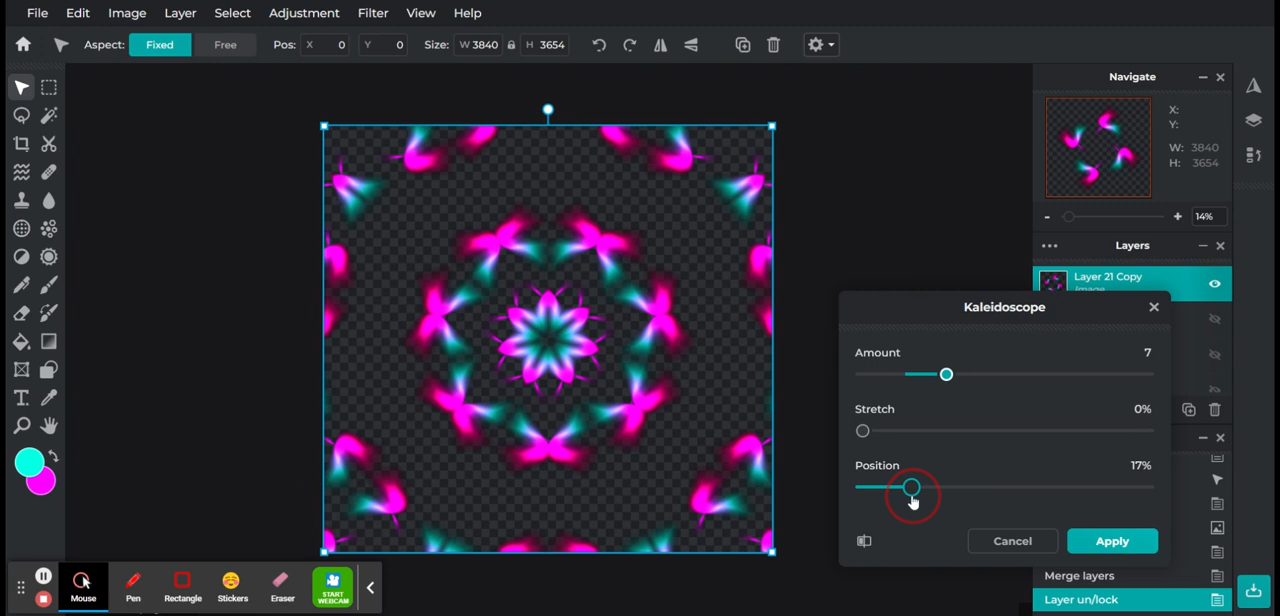 File Edit Image Layer Select Adjustment Filter View Help
Aspect: Fixed Free Pos: X 0 Y 0 Size: W 3840 H 3654
Navigate
X:
Y:
W: 3840
H: 3654
- + 14%
Layers
Layer 21 Copy
Image
Kaleidoscope
Amount 7
Stretch 0%
Position 17%
Cancel Apply
Merge layers
Layer un/lock
T
Mouse Pen Rectangle Stickers Eraser START
WEBCAM